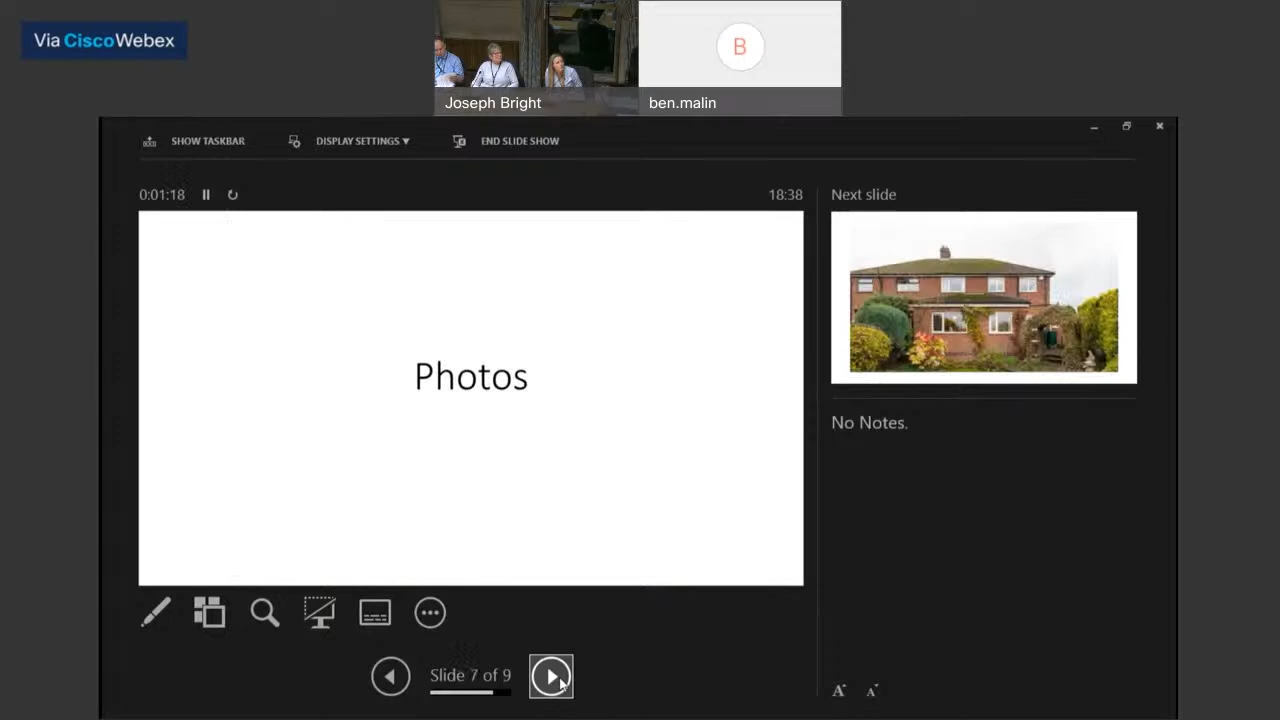 Via CiscoWebex
B
Joseph Bright
ben.malin
SHOW TASKBAR
DISPLAY SETTINGS ▾
END SLIDE SHOW
0:01:18
18:38
Next slide
Photos
No Notes.
Slide 7 of 9
A A